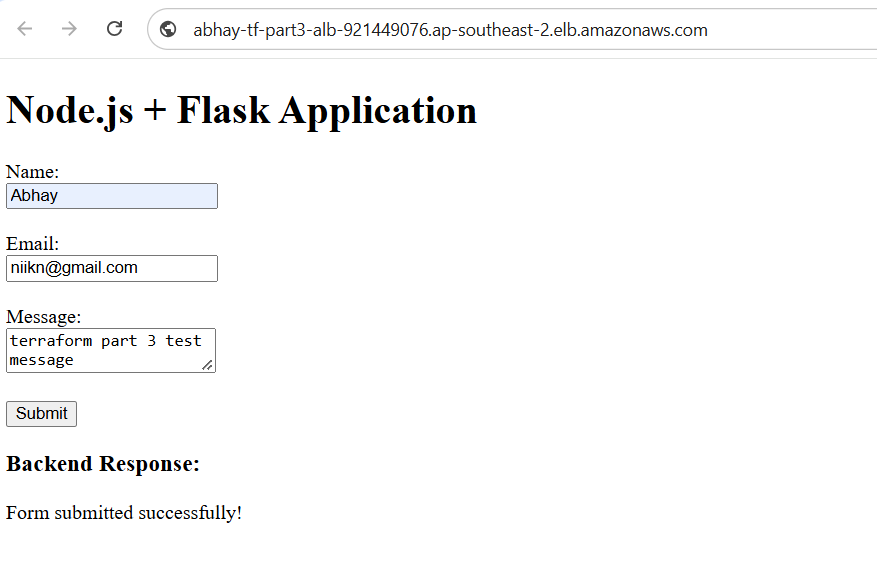 abhay-tf-part3-alb-921449076.ap-southeast-2.elb.amazonaws.com
Node.js + Flask Application
Name:
Abhay
Email:
niikn@gmail.com
Message:
terraform part 3 test
message
Submit
Backend Response:
Form submitted successfully!